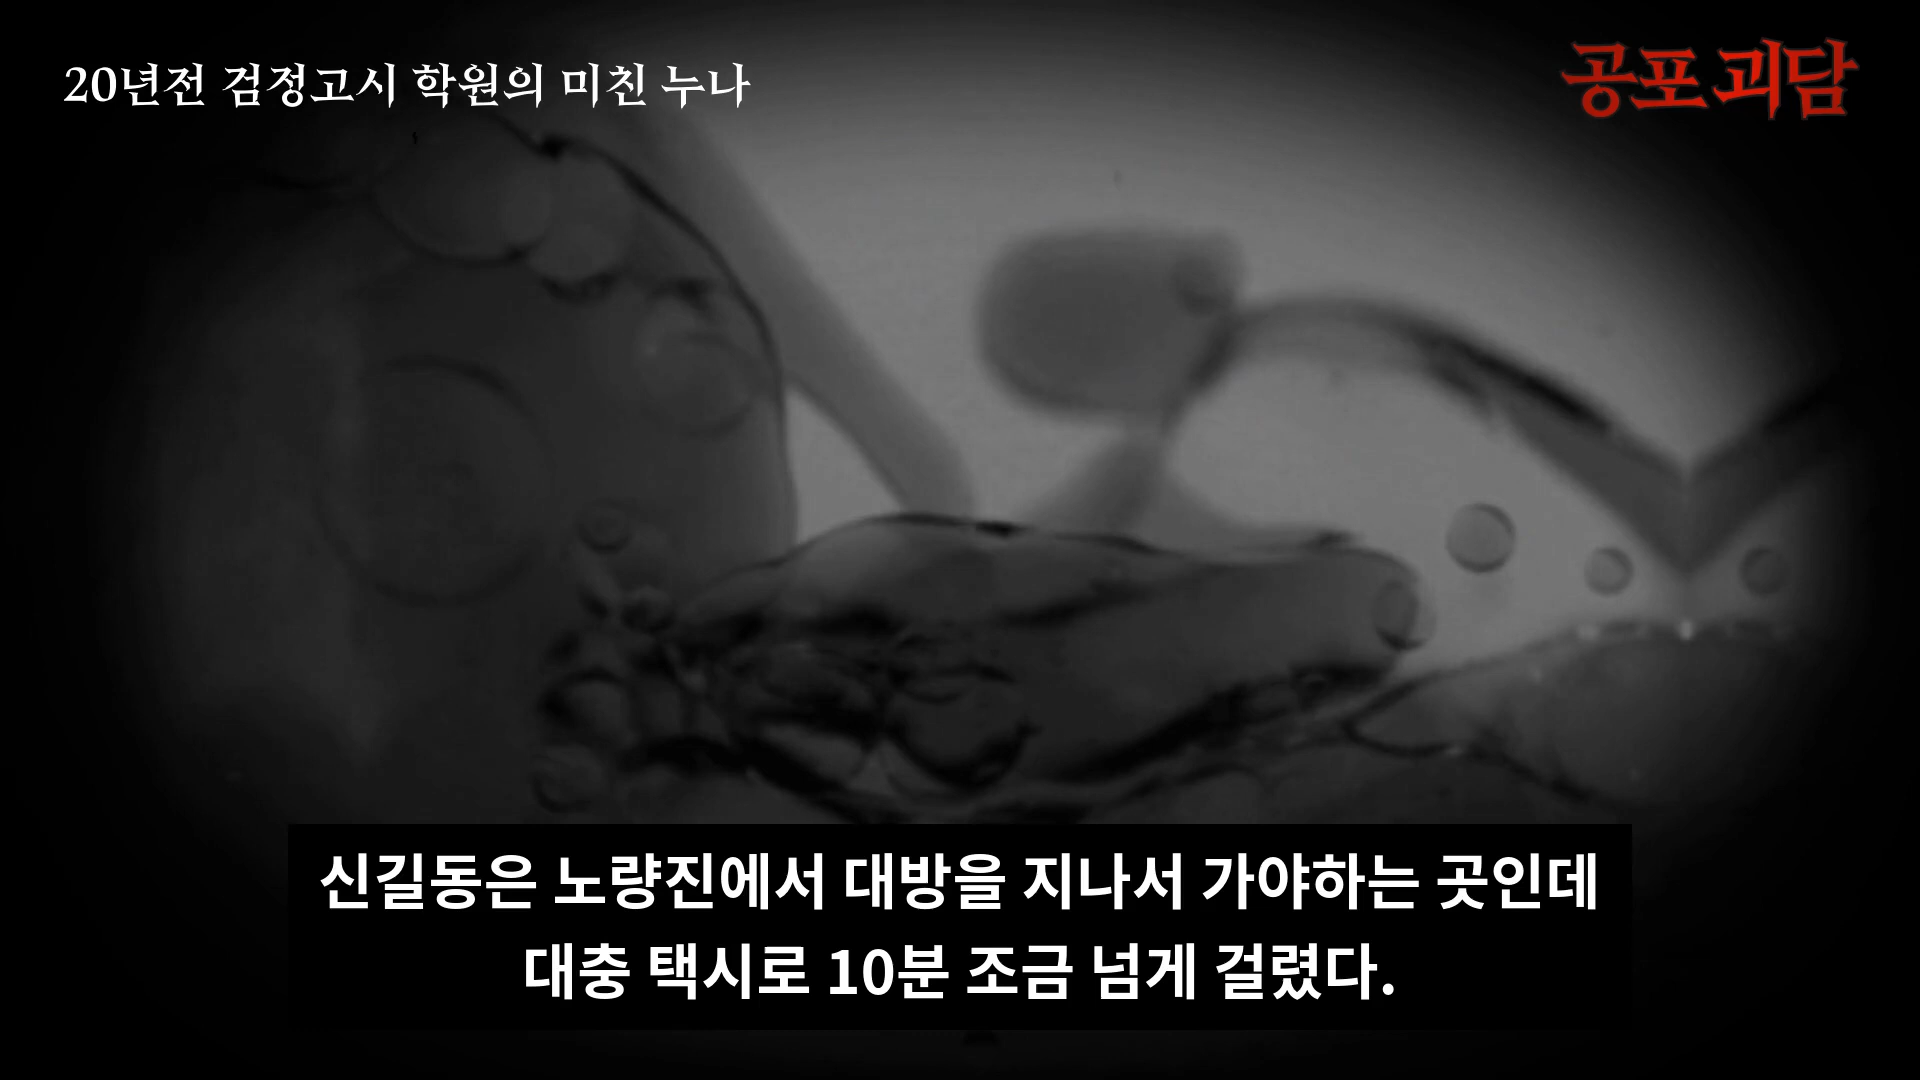 20년전 검정고시 학원의 미친 누나
공포 괴담
신길동은 노량진에서 대방을 지나서 가야하는 곳인데
대충 택시로 10분 조금 넘게 걸렸다.